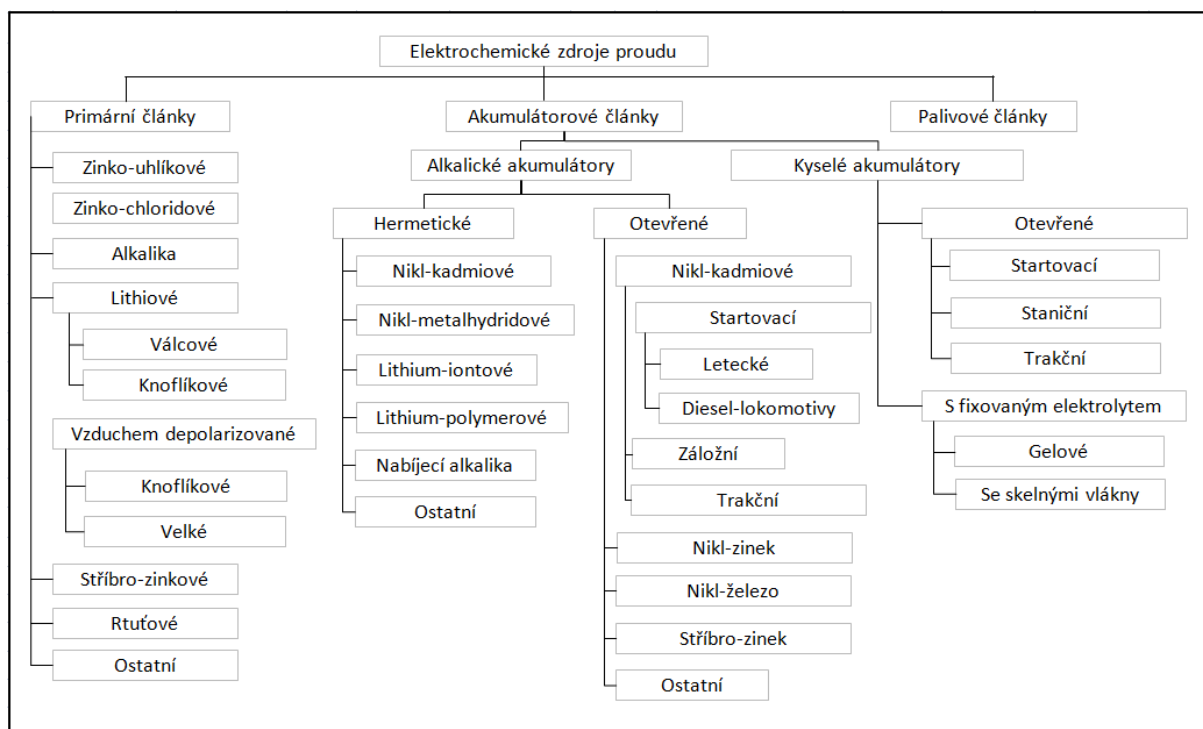 Elektrochemické zdroje proudu
Primární články
Akumulátorové články
Palivové články
Zinko-uhlíkové
Zinko-chloridové
Alkalika
Lithiové
Válcové
Knoflíkové
Vzduchem depolarizované
Knoflíkové
Velké
Stříbro-zinkové
Rtuťové
Ostatní
Alkalické akumulátory
Hermetické
Nikl-kadmiové
Nikl-metalhydridové
Lithium-iontové
Lithium-polymerové
Nabíjecí alkalika
Ostatní
Otevřené
Nikl-kadmiové
Startovací
Letecké
Diesel-lokomotivy
Záložní
Trakční
Nikl-zinek
Nikl-železo
Stříbro-zinek
Ostatní
Kyselé akumulátory
Otevřené
Startovací
Staniční
Trakční
S fixovaným elektrolytem
Gelové
Se skelnými vlákny